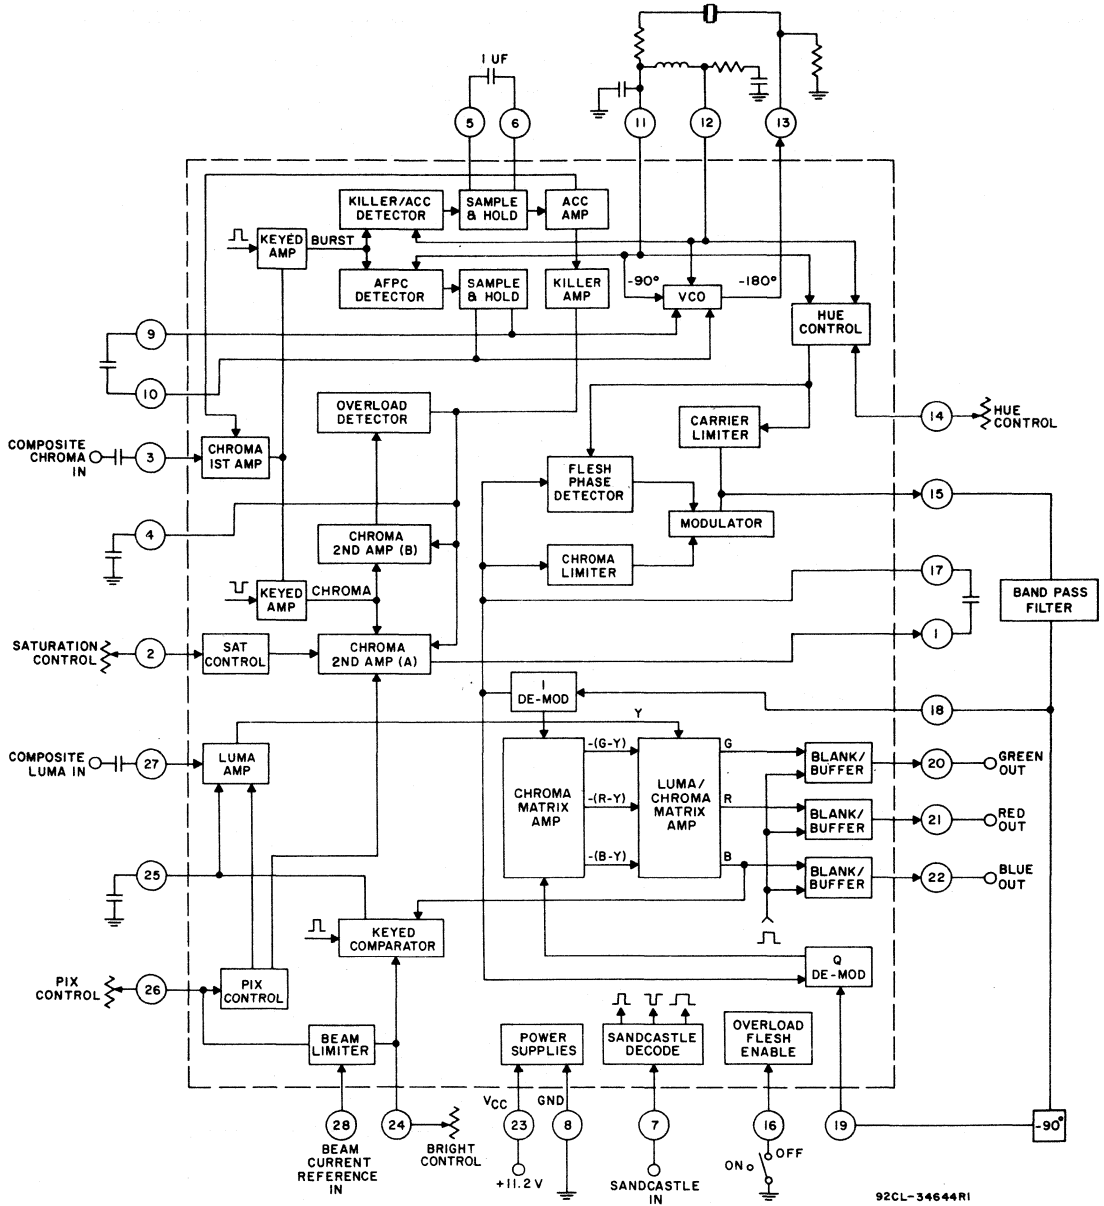 1 UF
5
6
11
12
13
KILLER/ACC
DETECTOR
SAMPLE
& HOLD
ACC
AMP
KEYED
AMP
BURST
AFPC
DETECTOR
SAMPLE
& HOLD
KILLER
AMP
-90°
VCO
-180°
HUE
CONTROL
9
10
OVERLOAD
DETECTOR
CARRIER
LIMITER
14
HUE
CONTROL
COMPOSITE
CHROMA
IN
3
CHROMA
1ST AMP
FLESH
PHASE
DETECTOR
15
4
CHROMA
2ND AMP (B)
MODULATOR
CHROMA
LIMITER
17
KEYED
AMP
CHROMA
BAND PASS
FILTER
SATURATION
CONTROL
2
SAT
CONTROL
CHROMA
2ND AMP (A)
1
I
DE-MOD
18
Y
COMPOSITE
LUMA IN
27
LUMA
AMP
CHROMA
MATRIX
AMP
-(G-Y)
-(R-Y)
-(B-Y)
LUMA/
CHROMA
MATRIX
AMP
G
R
B
BLANK/
BUFFER
20
GREEN
OUT
BLANK/
BUFFER
21
RED
OUT
BLANK/
BUFFER
22
BLUE
OUT
25
KEYED
COMPARATOR
Q
DE-MOD
PIX
CONTROL
26
PIX
CONTROL
BEAM
LIMITER
POWER
SUPPLIES
SANDCASTLE
DECODE
OVERLOAD
FLESH
ENABLE
VCC
GND
28
24
23
8
7
16
19
-90°
BEAM
CURRENT
REFERENCE
IN
BRIGHT
CONTROL
+11.2 V
SANDCASTLE
IN
ON
OFF
92CL-34644R1